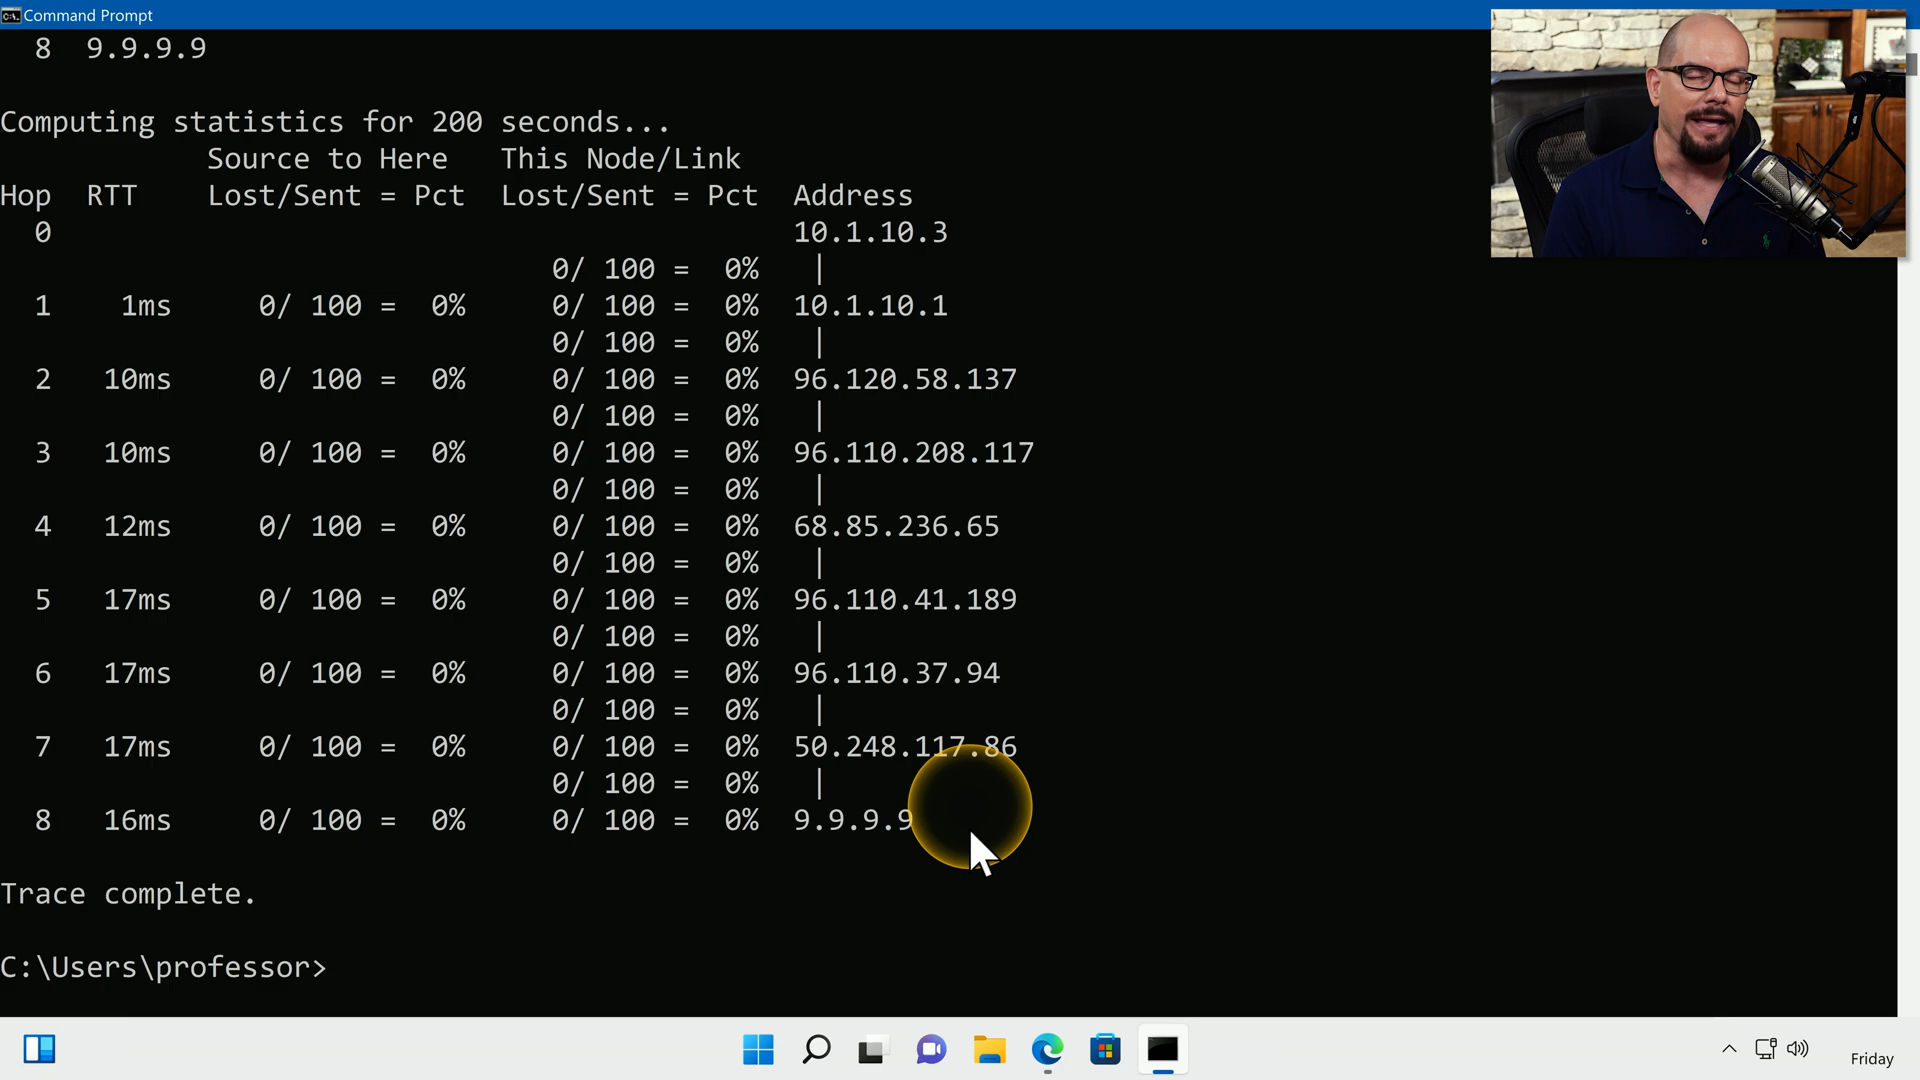 Command Prompt
8 9.9.9.9
Computing statistics for 200 seconds...
Source to Here This Node/Link
Hop RTT Lost/Sent = Pct Lost/Sent = Pct Address
0 10.1.10.3
0/ 100 = 0% |
1 1ms 0/ 100 = 0% 0/ 100 = 0% 10.1.10.1
0/ 100 = 0% |
2 10ms 0/ 100 = 0% 0/ 100 = 0% 96.120.58.137
0/ 100 = 0% |
3 10ms 0/ 100 = 0% 0/ 100 = 0% 96.110.208.117
0/ 100 = 0% |
4 12ms 0/ 100 = 0% 0/ 100 = 0% 68.85.236.65
0/ 100 = 0% |
5 17ms 0/ 100 = 0% 0/ 100 = 0% 96.110.41.189
0/ 100 = 0% |
6 17ms 0/ 100 = 0% 0/ 100 = 0% 96.110.37.94
0/ 100 = 0% |
7 17ms 0/ 100 = 0% 0/ 100 = 0% 50.248.117.86
0/ 100 = 0% |
8 16ms 0/ 100 = 0% 0/ 100 = 0% 9.9.9.9
Trace complete.
C:\Users\professor>
Friday